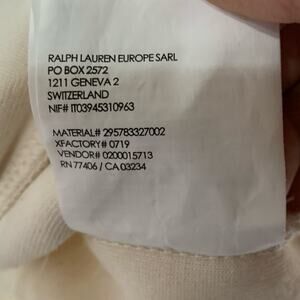 RALPH LAUREN EUROPE SARL
PO BOX 2572
1211 GENEVA 2
SWITZERLAND
NIF# IT03945310963
MATERIAL# 295783327002
XFACTORY# 0719
VENDOR# 0200015713
RN 77406 / CA 03234